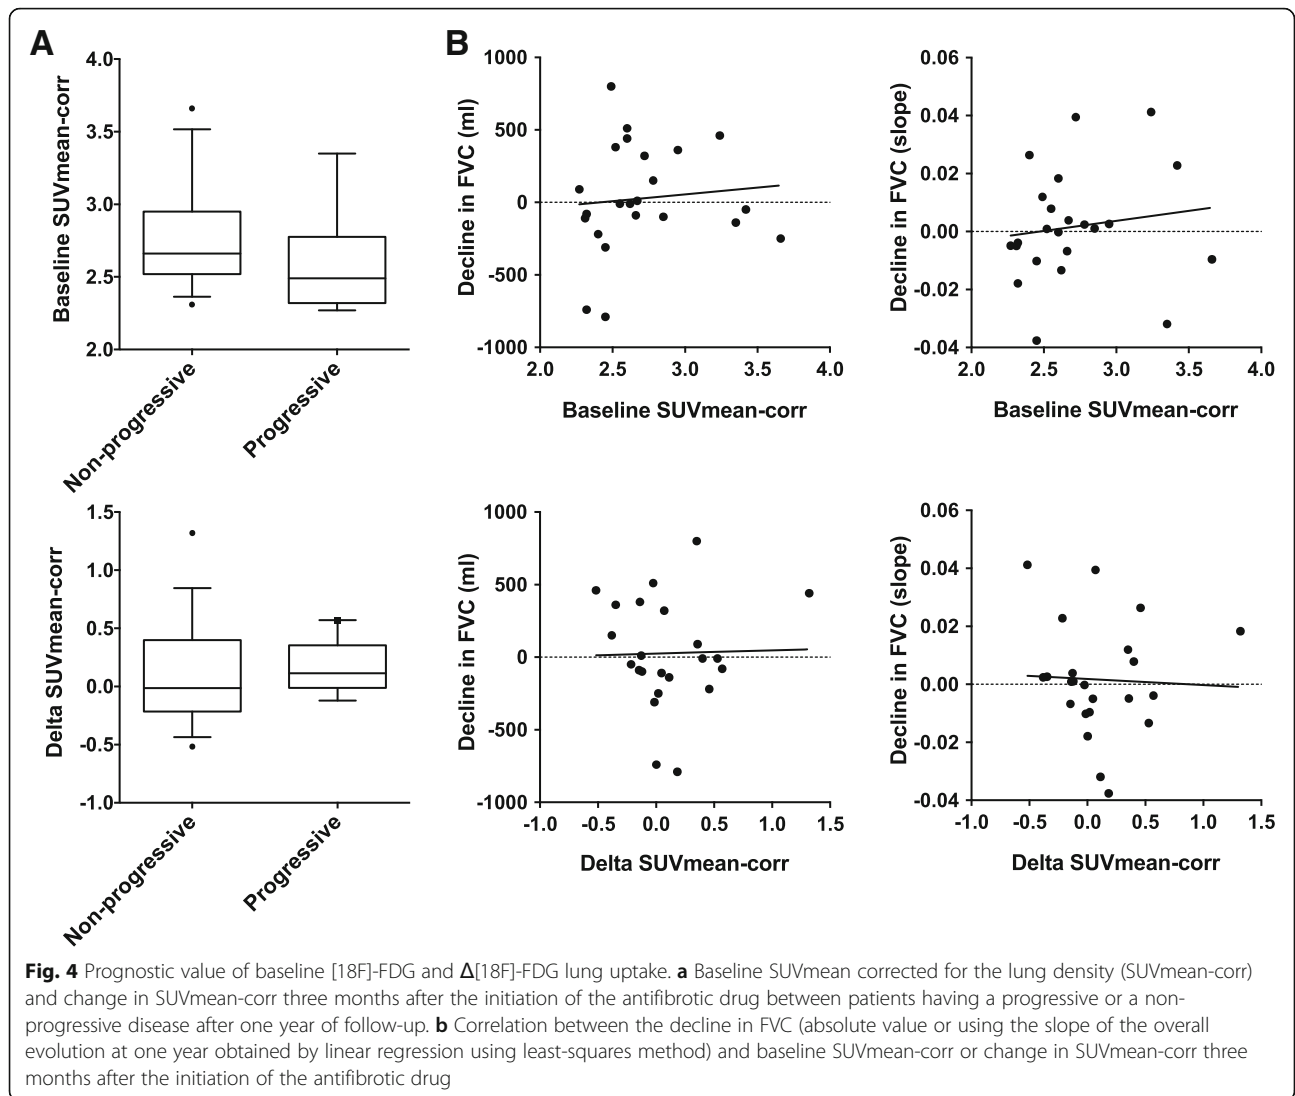 A
B
4.0
3.5
3.0
2.5
2.0
Baseline SUVmean-corr
Non-progressive
Progressive
1000
500
0
-500
-1000
Decline in FVC (ml)
2.0
2.5
3.0
3.5
4.0
Baseline SUVmean-corr
0.06
0.04
0.02
0.00
-0.02
-0.04
Decline in FVC (slope)
2.0
2.5
3.0
3.5
4.0
Baseline SUVmean-corr
1.5
1.0
0.5
0.0
-0.5
-1.0
Delta SUVmean-corr
Non-progressive
Progressive
1000
500
0
-500
-1000
Decline in FVC (ml)
-1.0
-0.5
0.0
0.5
1.0
1.5
Delta SUVmean-corr
0.06
0.04
0.02
0.00
-0.02
-0.04
Decline in FVC (slope)
-1.0
-0.5
0.0
0.5
1.0
1.5
Delta SUVmean-corr
Fig. 4 Prognostic value of baseline [18F]-FDG and Δ[18F]-FDG lung uptake. a Baseline SUVmean corrected for the lung density (SUVmean-corr)
and change in SUVmean-corr three months after the initiation of the antifibrotic drug between patients having a progressive or a non-
progressive disease after one year of follow-up. b Correlation between the decline in FVC (absolute value or using the slope of the overall
evolution at one year obtained by linear regression using least-squares method) and baseline SUVmean-corr or change in SUVmean-corr three
months after the initiation of the antifibrotic drug